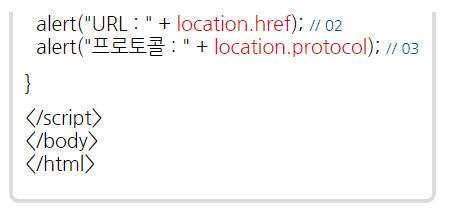 alert("URL : " + location.href); // 02
alert("프로토콜 : " + location.protocol); // 03
}
</script>
</body>
</html>